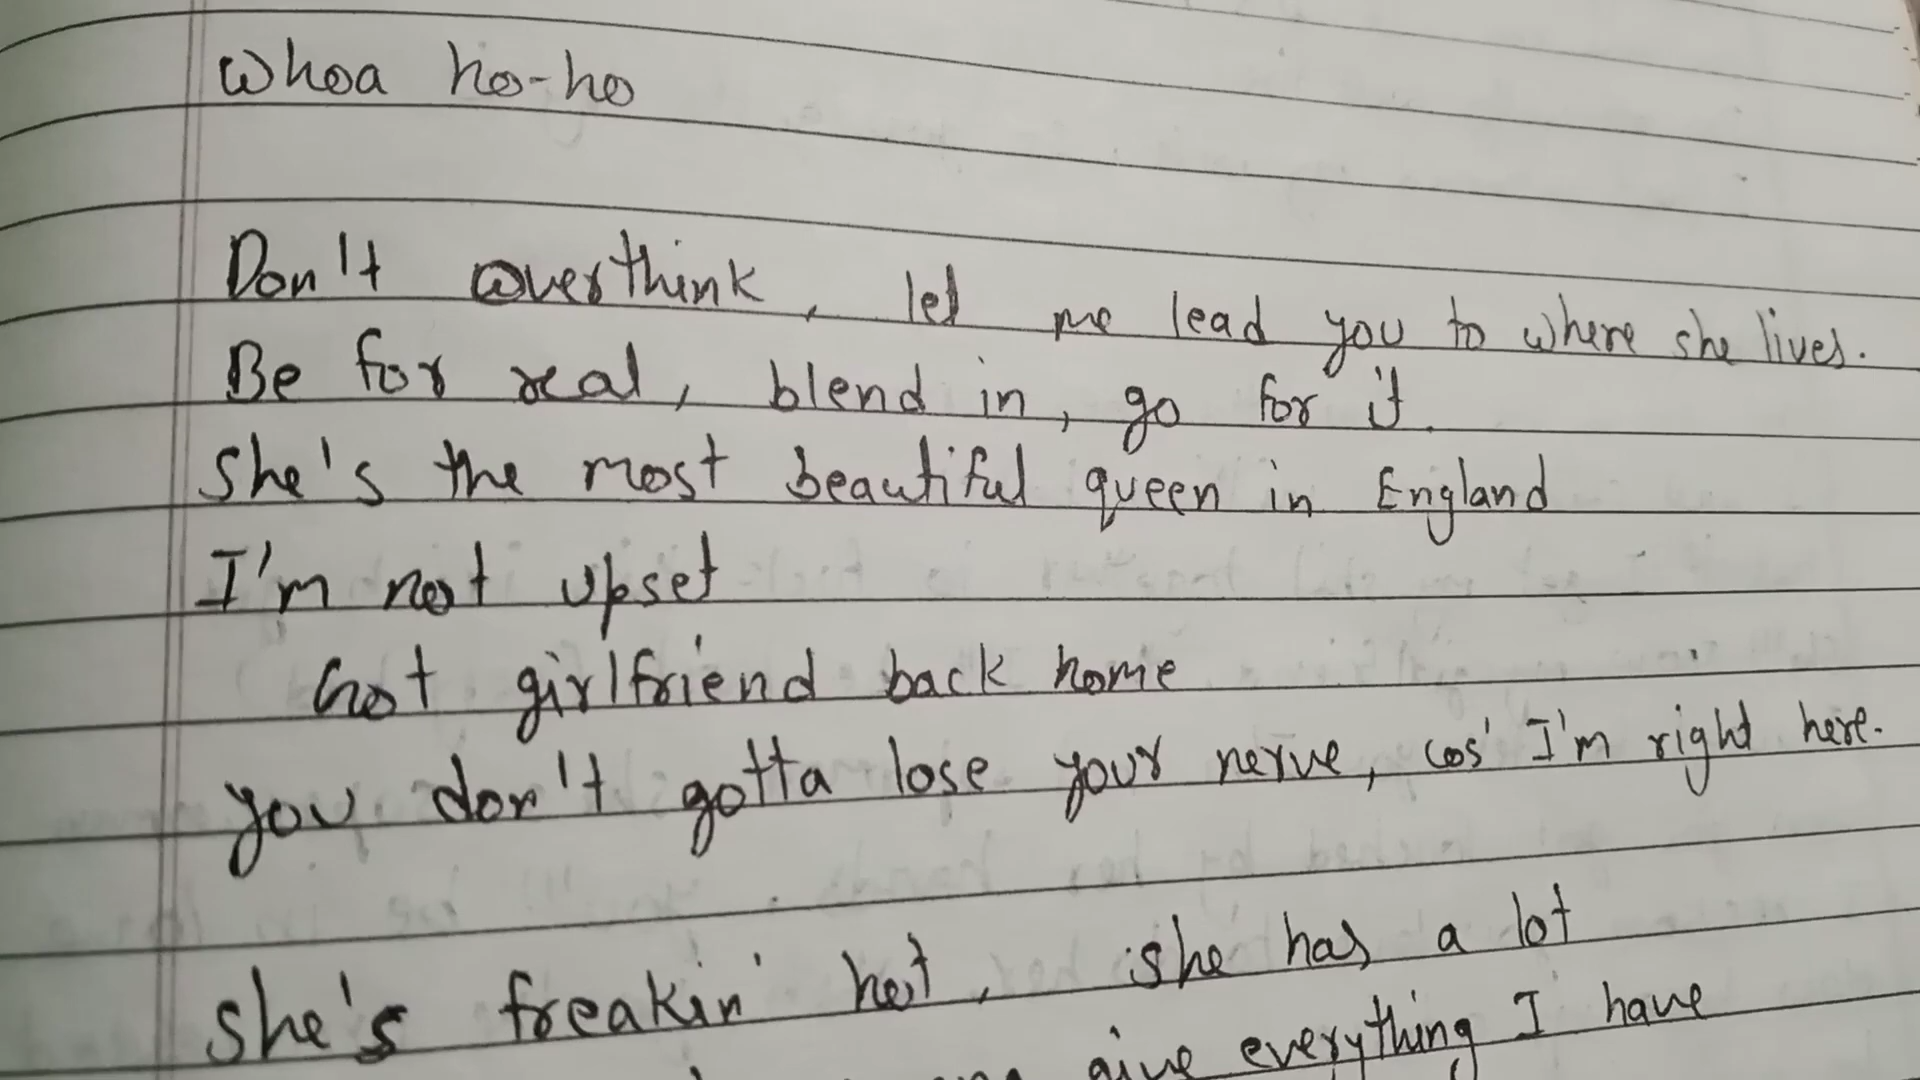 Whoa ho-ho
Don't overthink, let me lead you to where she lives.
Be for real, blend in, go for it.
She's the most beautiful queen in England
I'm not upset
Got girlfriend back home
you don't gotta lose your nerve, cos' I'm right here.
She's freakin' hot, she has a lot
give everything I have